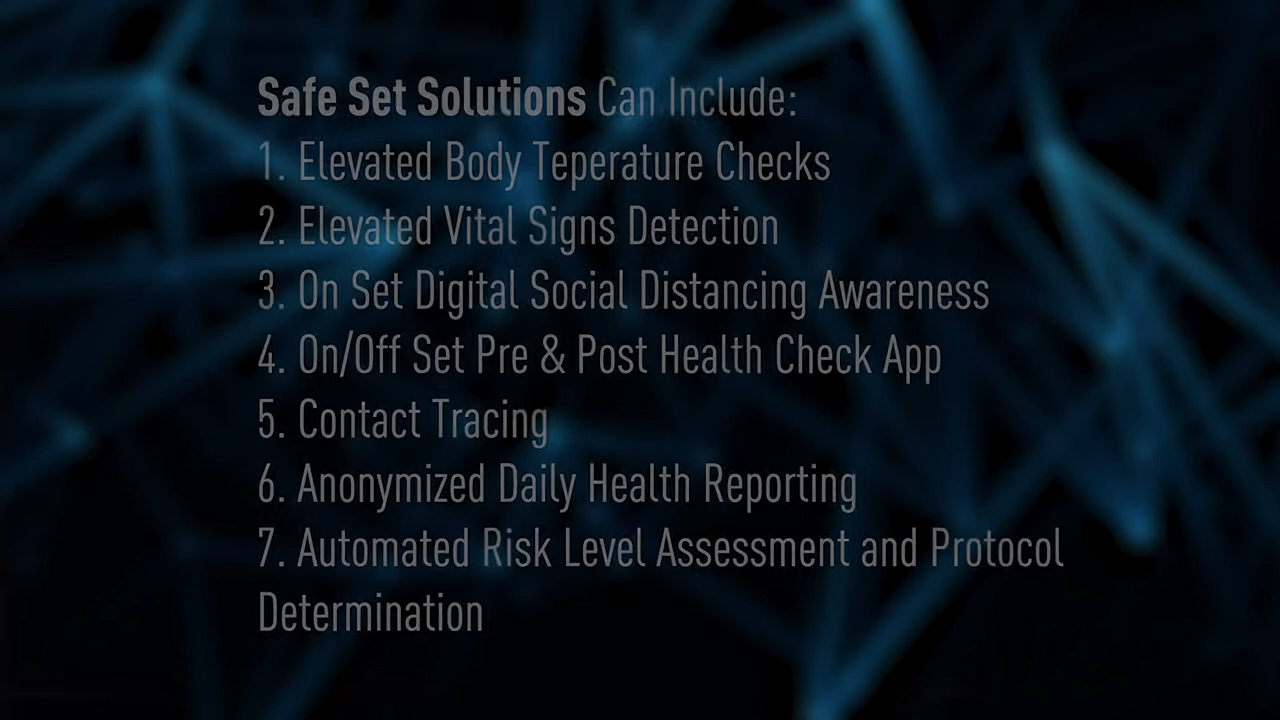 Safe Set Solutions Can Include:
1. Elevated Body Teperature Checks
2. Elevated Vital Signs Detection
3. On Set Digital Social Distancing Awareness
4. On/Off Set Pre & Post Health Check App
5. Contact Tracing
6. Anonymized Daily Health Reporting
7. Automated Risk Level Assessment and Protocol
Determination